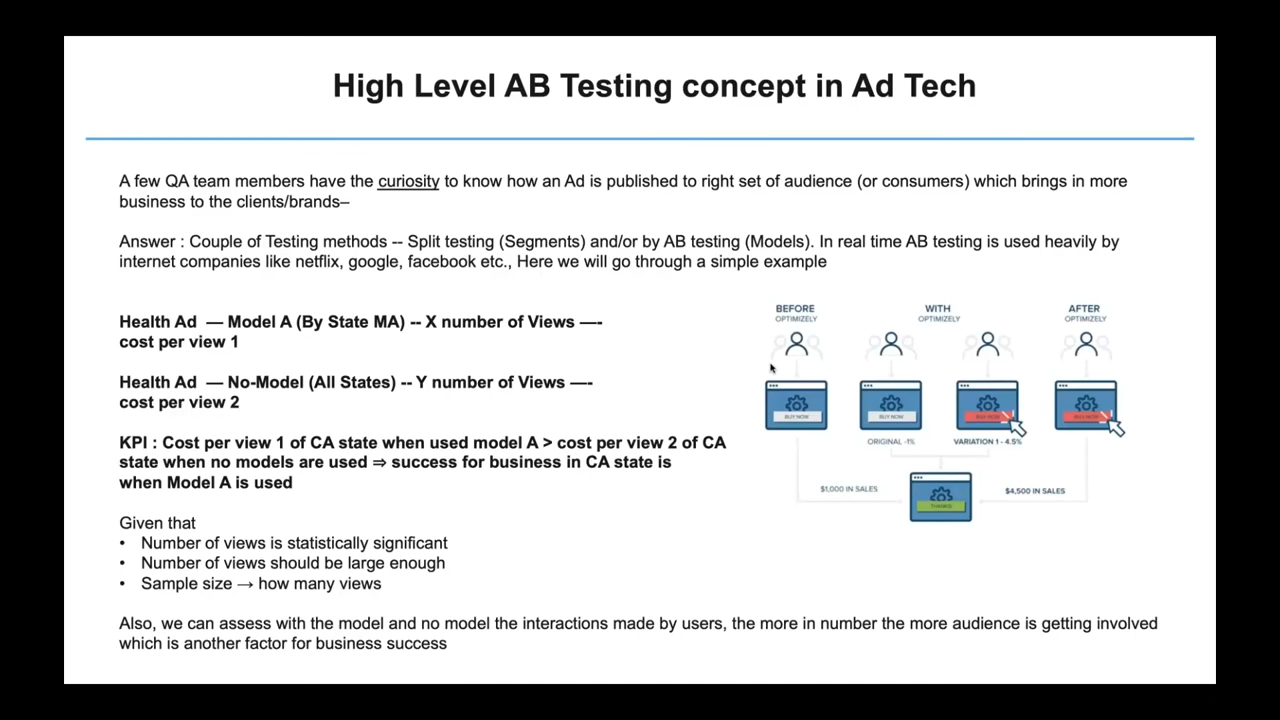 High Level AB Testing concept in Ad Tech
A few QA team members have the curiosity to know how an Ad is published to right set of audience (or consumers) which brings in more
business to the clients/brands–
Answer : Couple of Testing methods -- Split testing (Segments) and/or by AB testing (Models). In real time AB testing is used heavily by
internet companies like netflix, google, facebook etc., Here we will go through a simple example
Health Ad — Model A (By State MA) -- X number of Views —-
cost per view 1
Health Ad — No-Model (All States) -- Y number of Views —-
cost per view 2
KPI : Cost per view 1 of CA state when used model A > cost per view 2 of CA
state when no models are used ⇒ success for business in CA state is
when Model A is used
Given that
• Number of views is statistically significant
• Number of views should be large enough
• Sample size → how many views
Also, we can assess with the model and no model the interactions made by users, the more in number the more audience is getting involved
which is another factor for business success
BEFORE
OPTIMIZELY
WITH
OPTIMIZELY
AFTER
OPTIMIZELY
BUY NOW
BUY NOW
BUY NOW
BUY NOW
ORIGINAL -1%
VARIATION 1 - 4.5%
$1,000 IN SALES
$4,500 IN SALES
THANKS!